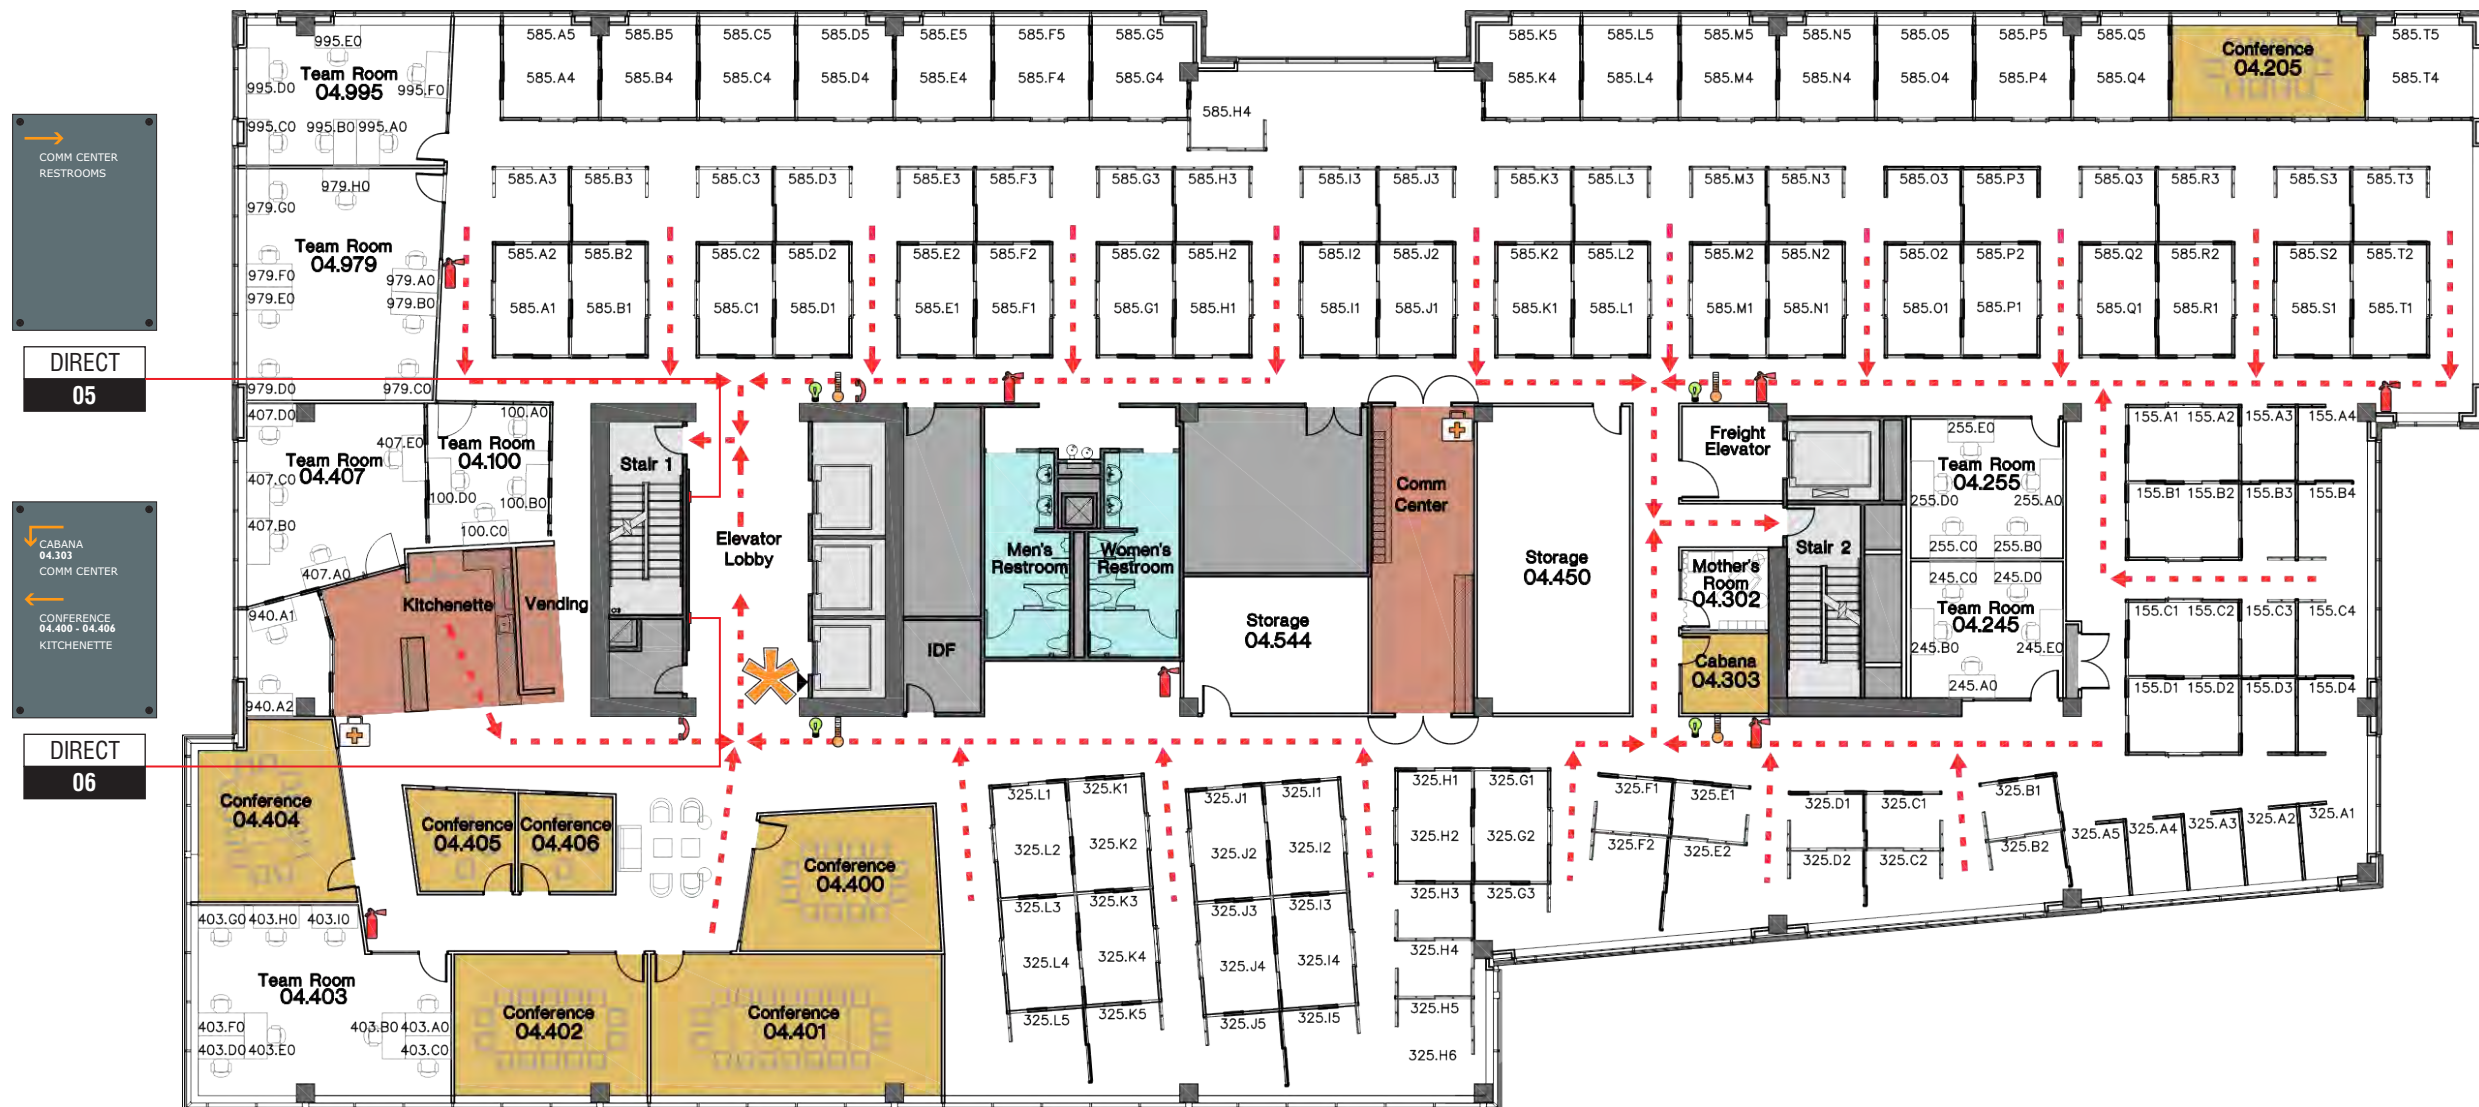 COMM CENTER
RESTROOMS
DIRECT
05
CABANA
04.303
COMM CENTER
CONFERENCE
04.400 - 04.406
KITCHENETTE
DIRECT
06
995.E0
Team Room
04.995
995.D0
995.F0
995.C0 995.B0 995.A0
979.H0
979.G0
Team Room
04.979
979.F0
979.A0
979.E0
979.B0
979.D0
979.C0
585.A5 585.B5 585.C5 585.D5 585.E5 585.F5 585.G5
585.A4 585.B4 585.C4 585.D4 585.E4 585.F4 585.G4
585.H4
585.K5 585.L5 585.M5 585.N5 585.O5 585.P5 585.Q5
585.K4 585.L4 585.M4 585.N4 585.O4 585.P4 585.Q4
Conference
04.205
585.T5
585.T4
585.A3 585.B3 585.C3 585.D3 585.E3 585.F3 585.G3 585.H3 585.I3 585.J3 585.K3 585.L3 585.M3 585.N3 585.O3 585.P3 585.Q3 585.R3 585.S3 585.T3
585.A2 585.B2 585.C2 585.D2 585.E2 585.F2 585.G2 585.H2 585.I2 585.J2 585.K2 585.L2 585.M2 585.N2 585.O2 585.P2 585.Q2 585.R2 585.S2 585.T2
585.A1 585.B1 585.C1 585.D1 585.E1 585.F1 585.G1 585.H1 585.I1 585.J1 585.K1 585.L1 585.M1 585.N1 585.O1 585.P1 585.Q1 585.R1 585.S1 585.T1
407.D0
407.E0
Team Room
04.407
407.C0
407.B0
407.A0
100.A0
Team Room
04.100
100.D0
100.B0
100.C0
940.A1
940.A2
Kitchenette
Vending
Stair 1
Elevator
Lobby
IDF
Men's
Restroom
Women's
Restroom
Storage
04.544
Comm
Center
Storage
04.450
Freight
Elevator
Mother's
Room
04.302
Cabana
04.303
Stair 2
255.E0
Team Room
04.255
255.D0
255.A0
255.C0 255.B0
245.C0 245.D0
Team Room
04.245
245.B0
245.E0
245.A0
155.A1 155.A2 155.A3 155.A4
155.B1 155.B2 155.B3 155.B4
155.C1 155.C2 155.C3 155.C4
155.D1 155.D2 155.D3 155.D4
Conference
04.404
Conference
04.405
Conference
04.406
Conference
04.400
403.G0 403.H0 403.I0
Team Room
04.403
403.F0
403.B0 403.A0
403.D0 403.E0
403.C0
Conference
04.402
Conference
04.401
325.L1 325.K1
325.L2 325.K2
325.L3 325.K3
325.L4 325.K4
325.L5 325.K5
325.J1 325.I1
325.J2 325.I2
325.J3 325.I3
325.J4 325.I4
325.J5 325.I5
325.H1 325.G1
325.H2 325.G2
325.H3 325.G3
325.H4
325.H5
325.H6
325.F1 325.E1
325.F2 325.E2
325.D1 325.C1
325.D2 325.C2
325.B1
325.B2
325.A5 325.A4 325.A3 325.A2 325.A1